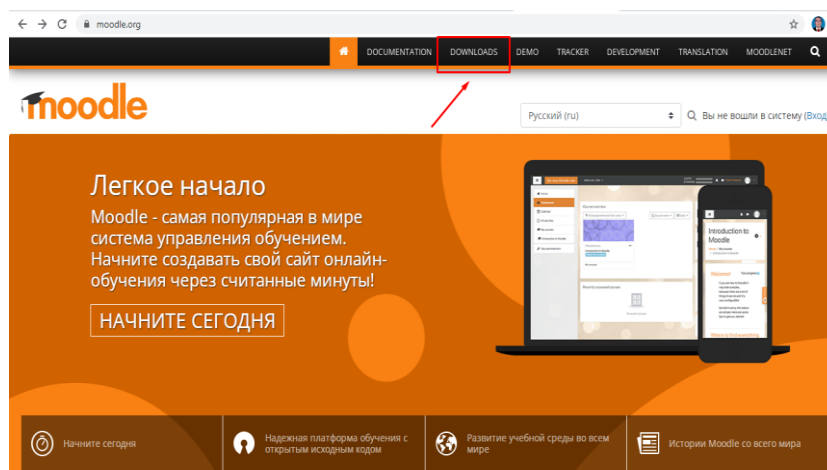 moodle.org
DOCUMENTATION DOWNLOADS DEMO TRACKER DEVELOPMENT TRANSLATION MOODLENET
moodle
Русский (ru) Вы не вошли в систему (Вход
Легкое начало
Moodle - самая популярная в мире
система управления обучением.
Начните создавать свой сайт онлайн-
обучения через считанные минуты!
НАЧНИТЕ СЕГОДНЯ
Introduction to
Moodle
Welcome!
Начните сегодня
Надежная платформа обучения с
открытым исходным кодом
Развитие учебной среды во всем
мире
Истории Moodle со всего мира